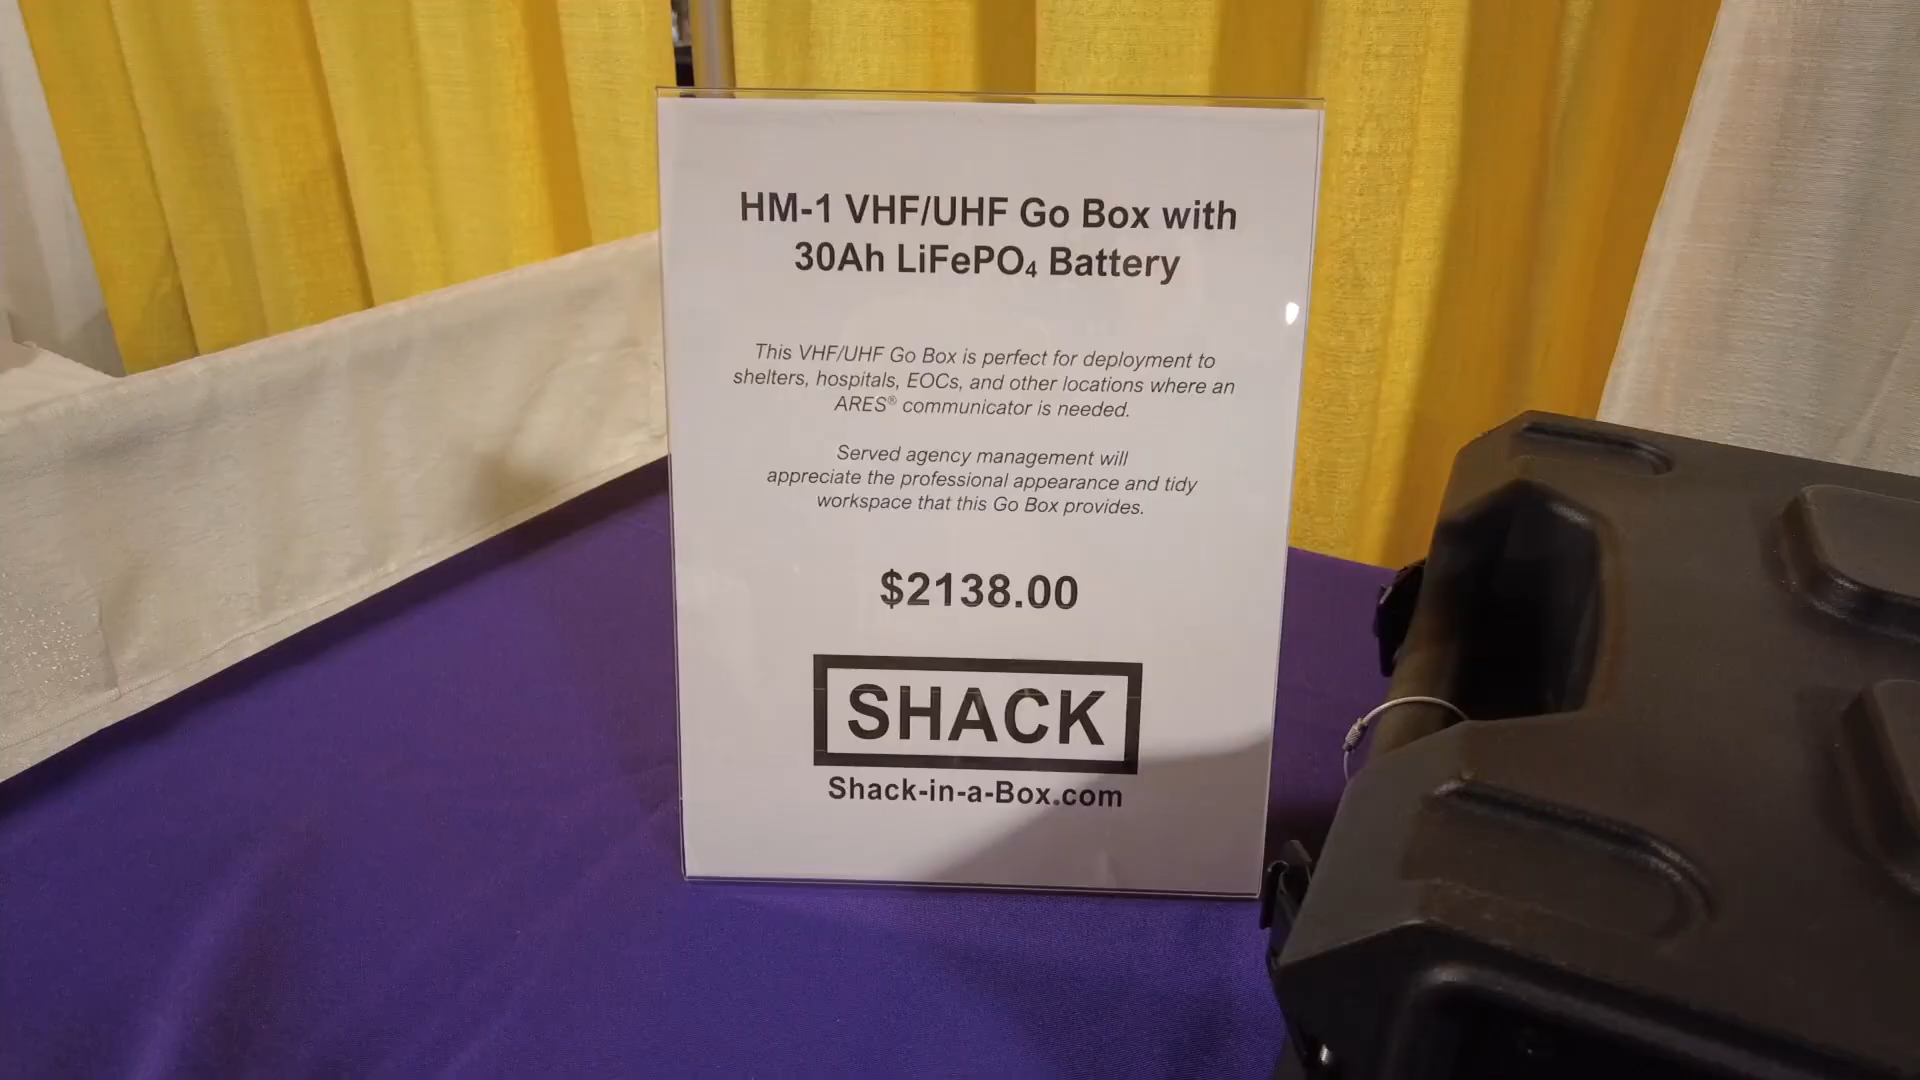 HM-1 VHF/UHF Go Box with
30Ah LiFePO₄ Battery
This VHF/UHF Go Box is perfect for deployment to
shelters, hospitals, EOCs, and other locations where an
ARES® communicator is needed.
Served agency management will
appreciate the professional appearance and tidy
workspace that this Go Box provides.
$2138.00
SHACK
Shack-in-a-Box.com